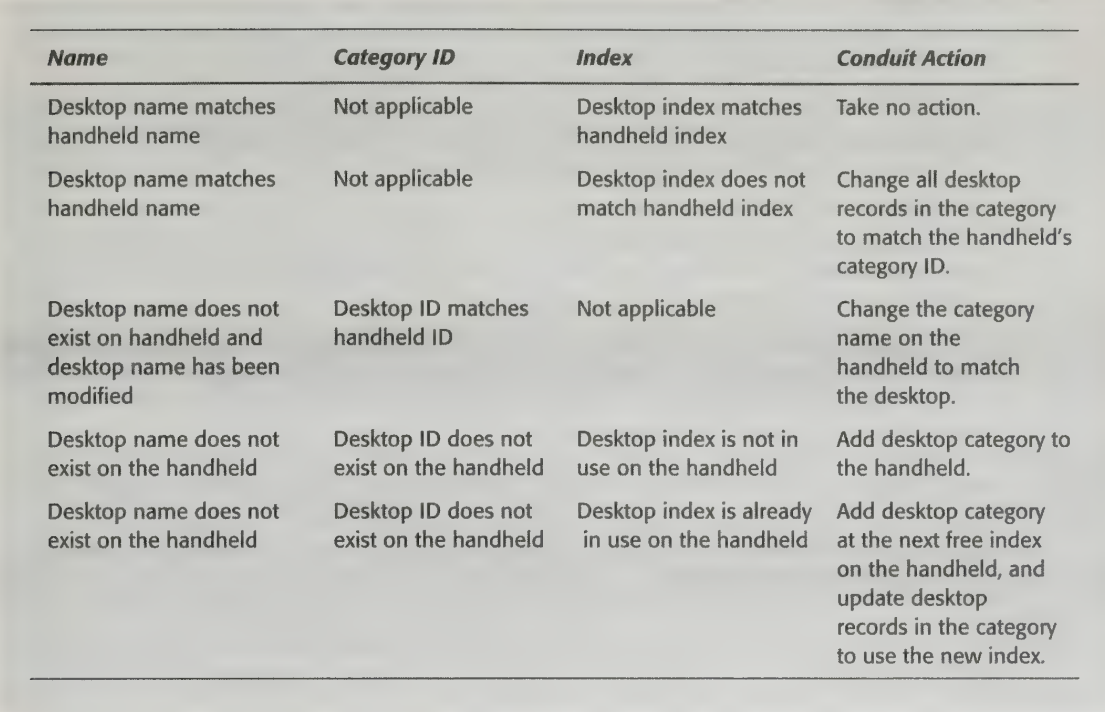 Name Category ID Index Conduit Action
Desktop name matches Not applicable Desktop index matches Take no action.
handheld name handheld index
Desktop name matches Not applicable Desktop index does not Change all desktop
handheld name match handheld index records in the category
to match the handheld's
category ID.
Desktop name does not Desktop ID matches Not applicable Change the category
exist on handheld and handheld ID name on the
desktop name has been handheld to match
modified the desktop.
Desktop name does not Desktop ID does not Desktop index is not in Add desktop category to
exist on the handheld exist on the handheld use on the handheld the handheld.
Desktop name does not Desktop ID does not Desktop index is already Add desktop category
exist on the handheld exist on the handheld in use on the handheld at the next free index
on the handheld, and
update desktop
records in the category
to use the new index.